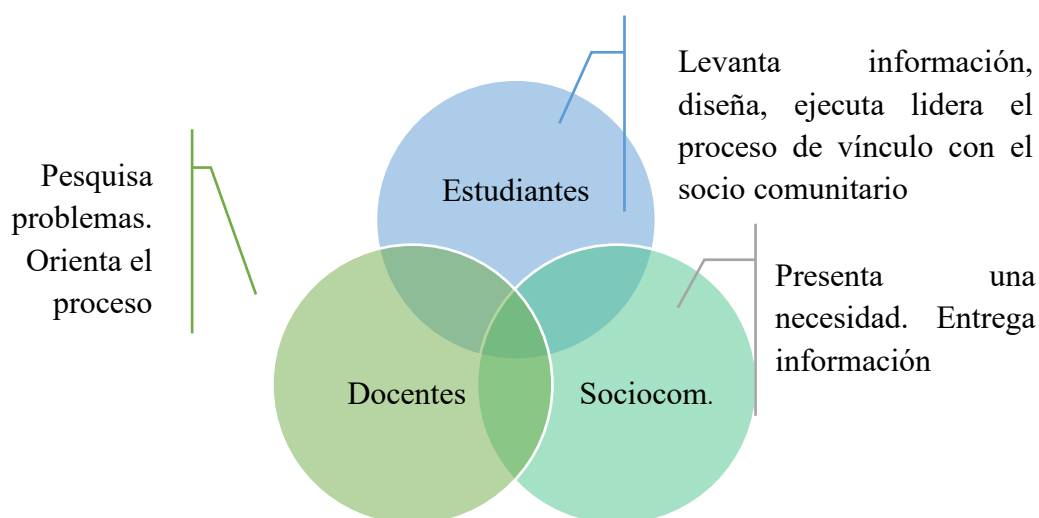 Levanta información,
diseña, ejecuta lidera el
proceso de vínculo con el
socio comunitario
Estudiantes
Pesquisa
problemas.
Orienta el
proceso
Presenta una
necesidad. Entrega
información
Docentes
Sociocom.